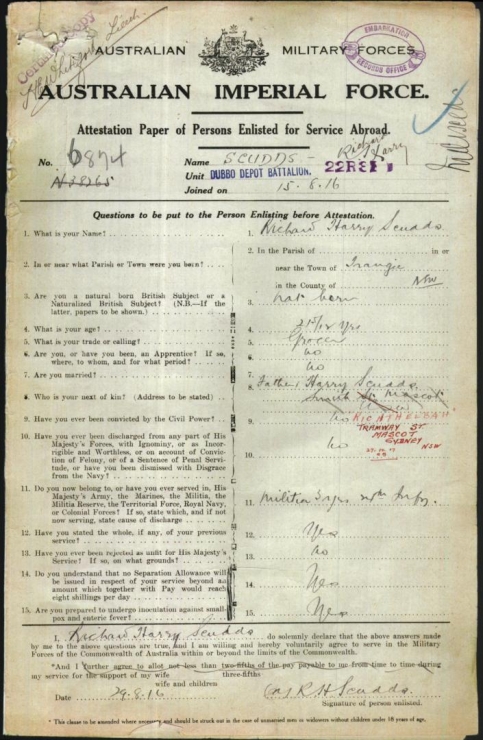 Certified Copy
EMBARKATION
RECORDS OFFICE
AUSTRALIAN MILITARY FORCES.
AUSTRALIAN IMPERIAL FORCE.
Attestation Paper of Persons Enlisted for Service Abroad.
No. 6874
N38265
Name SCUDDS - Richard Harry
Unit DUBBO DEPOT BATTALION. 22 R
Joined on 15.8.16
Questions to be put to the Person Enlisting before Attestation.
1. What is your Name? 1. Richard Harry Scudds
2. In or near what Parish or Town were you born? 2. In the Parish of in or
near the Town of Trangie
in the County of NSW
3. Are you a natural born British Subject or a
Naturalized British Subject? (N.B.—If the
latter, papers to be shown.) 3. nat born
4. What is your age? 4. 21 5/12 yrs
5. What is your trade or calling? 5. Grocer
6. Are you, or have you been, an Apprentice? If so,
where, to whom, and for what period? 6. no
7. Are you married? 7. no
8. Who is your next of kin? (Address to be stated) 8. Father, Harry Scudds,
Mascot
TRAMWAY ST
MASCOT
SYDNEY NSW
9. Have you ever been convicted by the Civil Power? 9. no
10. Have you ever been discharged from any part of His
Majesty's Forces, with Ignominy, or as Incor-
rigible and Worthless, or on account of Convic-
tion of Felony, or of a Sentence of Penal Servi-
tude, or have you been dismissed with Disgrace
from the Navy? 10. no
11. Do you now belong to, or have you ever served in, His
Majesty's Army, the Marines, the Militia, the
Militia Reserve, the Territorial Force, Royal Navy,
or Colonial Forces? If so, state which, and if not
now serving, state cause of discharge 11. Militia 3 yrs
12. Have you stated the whole, if any, of your previous
service? 12. Yes
13. Have you ever been rejected as unfit for His Majesty's
Service? If so, on what grounds? 13. no
14. Do you understand that no Separation Allowance will
be issued in respect of your service beyond an
amount which together with Pay would reach
eight shillings per day 14. Yes
15. Are you prepared to undergo inoculation against small
pox and enteric fever? 15. Yes
I, Richard Harry Scudds do solemnly declare that the above answers made
by me to the above questions are true, and I am willing and hereby voluntarily agree to serve in the Military
Forces of the Commonwealth of Australia within or beyond the limits of the Commonwealth.
*And I further agree to allot not less than two-fifths of the pay payable to me from time to time during
three-fifths
my service for the support of my wife
wife and children
Date 29.8.16 R H Scudds.
Signature of person enlisted.
* This clause to be amended where necessary and should be struck out in the case of unmarried men or widowers without children under 18 years of age.